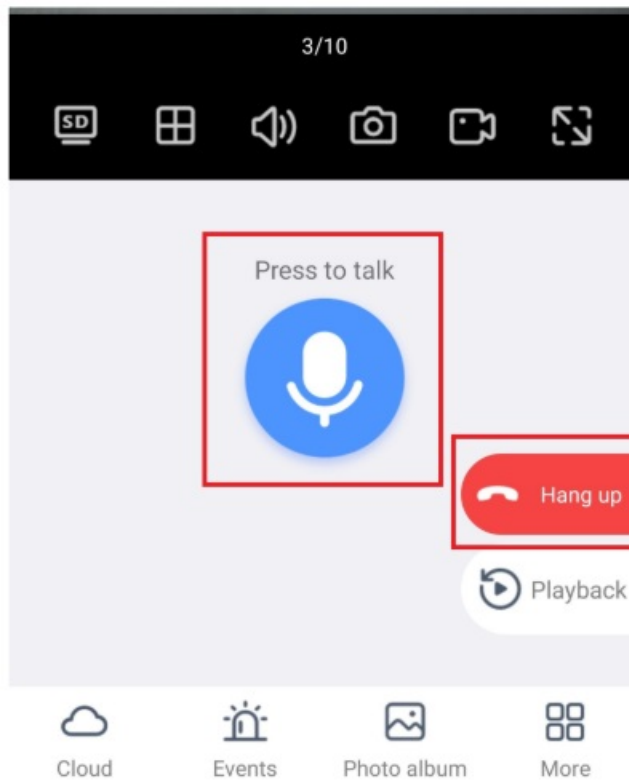 3/10
SD
Press to talk
Hang up
Playback
Cloud
Events
Photo album
More